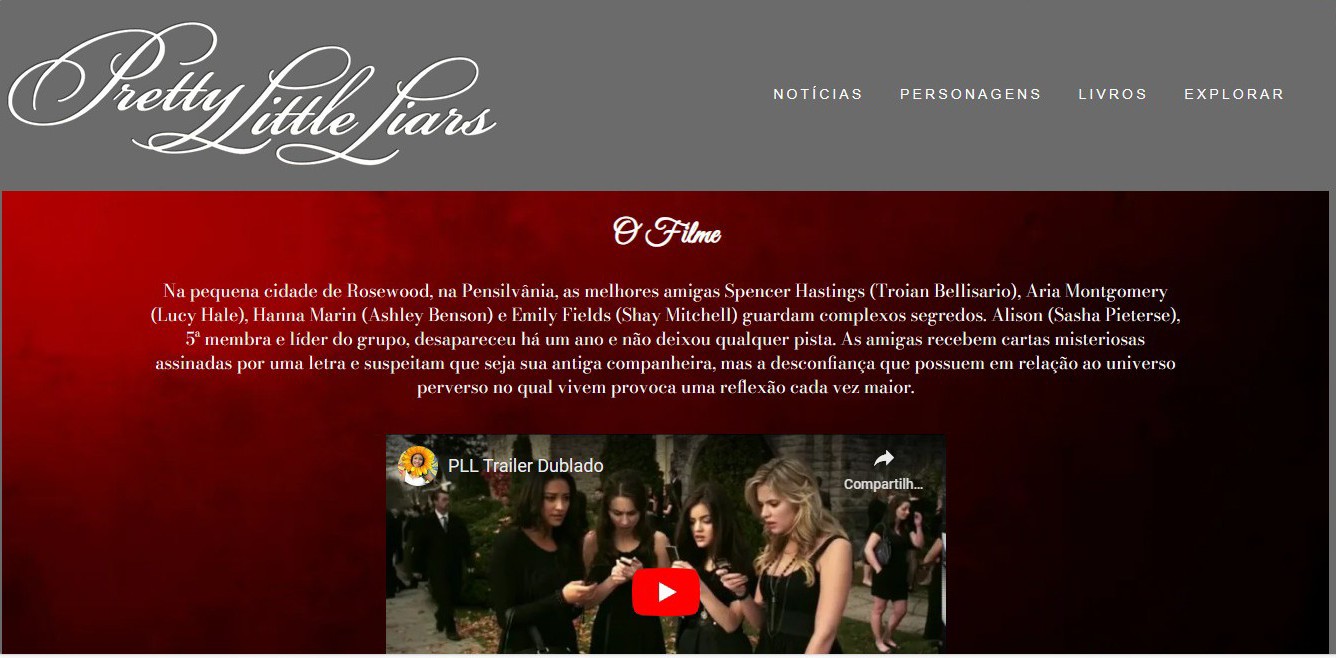 Pretty Little Liars
NOTÍCIAS PERSONAGENS LIVROS EXPLORAR
O Filme
Na pequena cidade de Rosewood, na Pensilvânia, as melhores amigas Spencer Hastings (Troian Bellisario), Aria Montgomery
(Lucy Hale), Hanna Marin (Ashley Benson) e Emily Fields (Shay Mitchell) guardam complexos segredos. Alison (Sasha Pieterse),
5ª membra e líder do grupo, desapareceu há um ano e não deixou qualquer pista. As amigas recebem cartas misteriosas
assinadas por uma letra e suspeitam que seja sua antiga companheira, mas a desconfiança que possuem em relação ao universo
perverso no qual vivem provoca uma reflexão cada vez maior.
PLL Trailer Dublado
Compartilh...